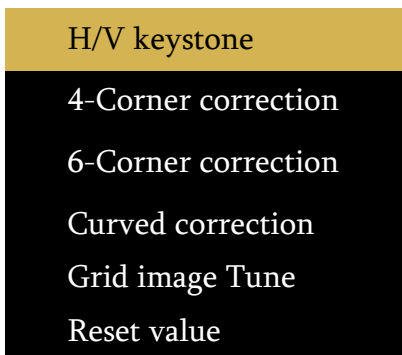 H/V keystone
4-Corner correction
6-Corner correction
Curved correction
Grid image Tune
Reset value